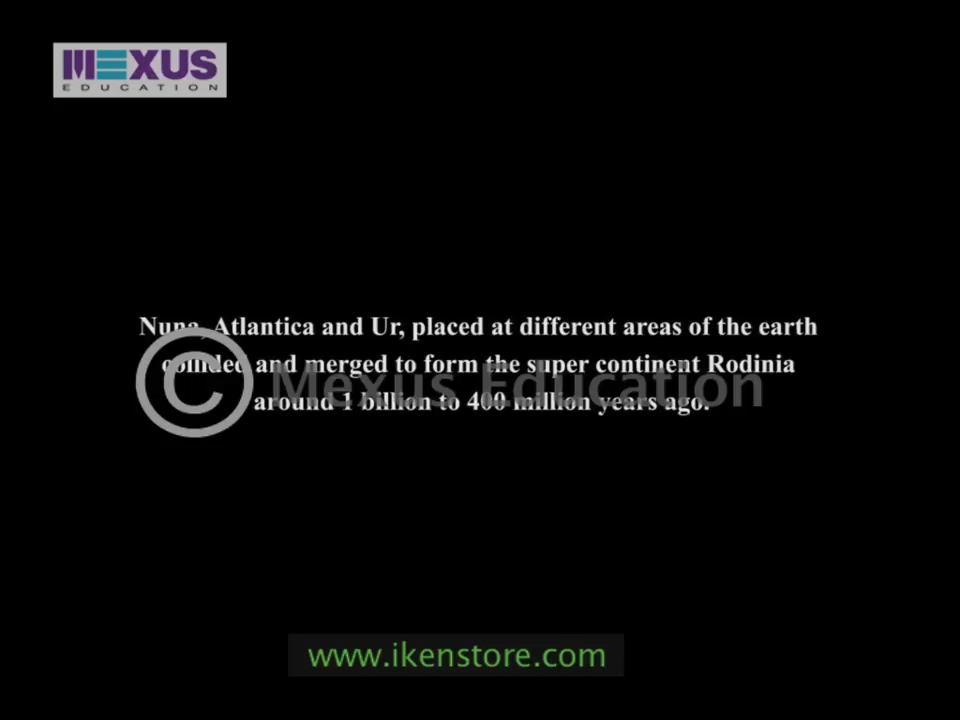 MEXUS
EDUCATION
Nuna, Atlantica and Ur, placed at different areas of the earth
collided and merged to form the super continent Rodinia
© Mexus Education
around 1 billion to 400 million years ago.
www.ikenstore.com